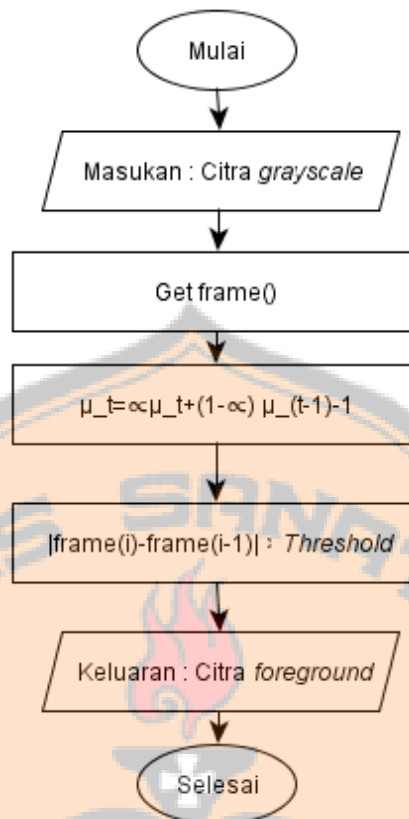 Mulai
Masukan : Citra grayscale
Get frame()
μ_t=∝μ_t+(1-∝) μ_(t-1)-1
|frame(i)-frame(i-1)| : Threshold
Keluaran : Citra foreground
Selesai